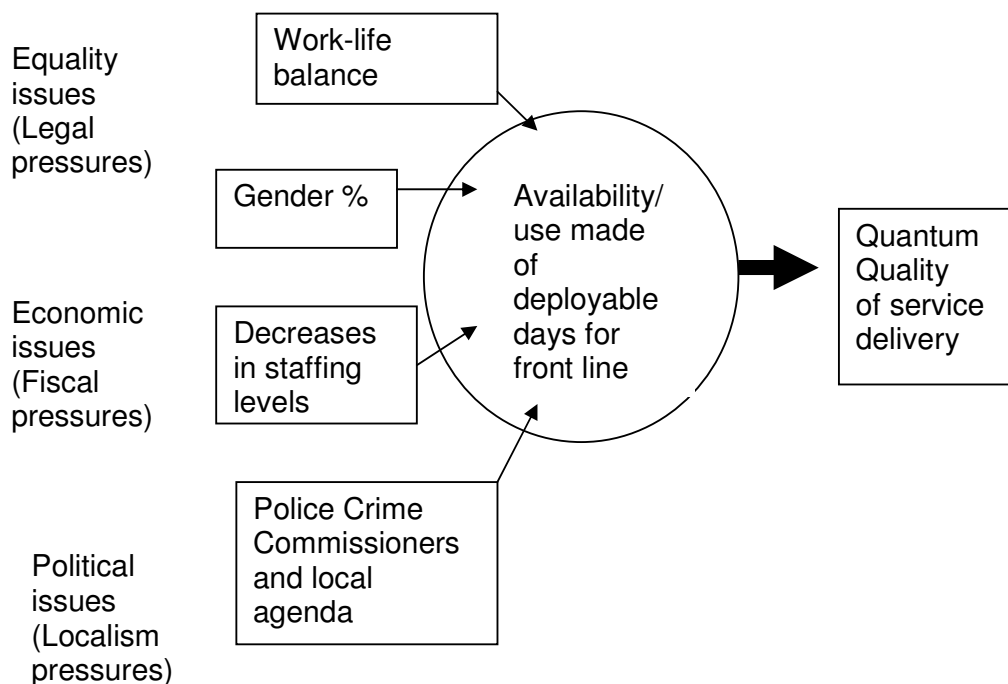 Equality
issues
(Legal
pressures)
Work-life
balance
Gender %
Economic
issues
(Fiscal
pressures)
Decreases
in staffing
levels
Political
issues
(Localism
pressures)
Police Crime
Commissioners
and local
agenda
Availability/
use made
of
deployable
days for
front line
Quantum
Quality
of service
delivery